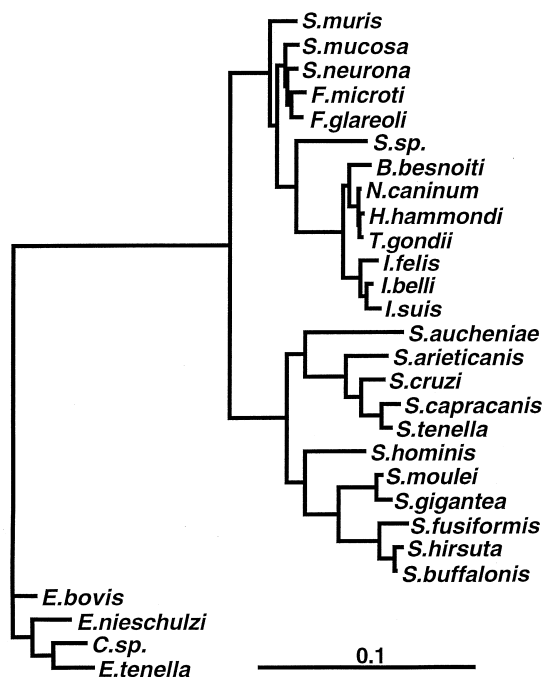 S.muris
S.mucosa
S.neurona
F.microti
F.glareoli
S.sp.
B.besnoiti
N.caninum
H.hammondi
T.gondii
I.felis
I.belli
I.suis
S.aucheniae
S.arieticanis
S.cruzi
S.capracanis
S.tenella
S.hominis
S.moulei
S.gigantea
S.fusiformis
S.hirsuta
S.buffalonis
E.bovis
E.nieschulzi
C.sp.
E.tenella
0.1